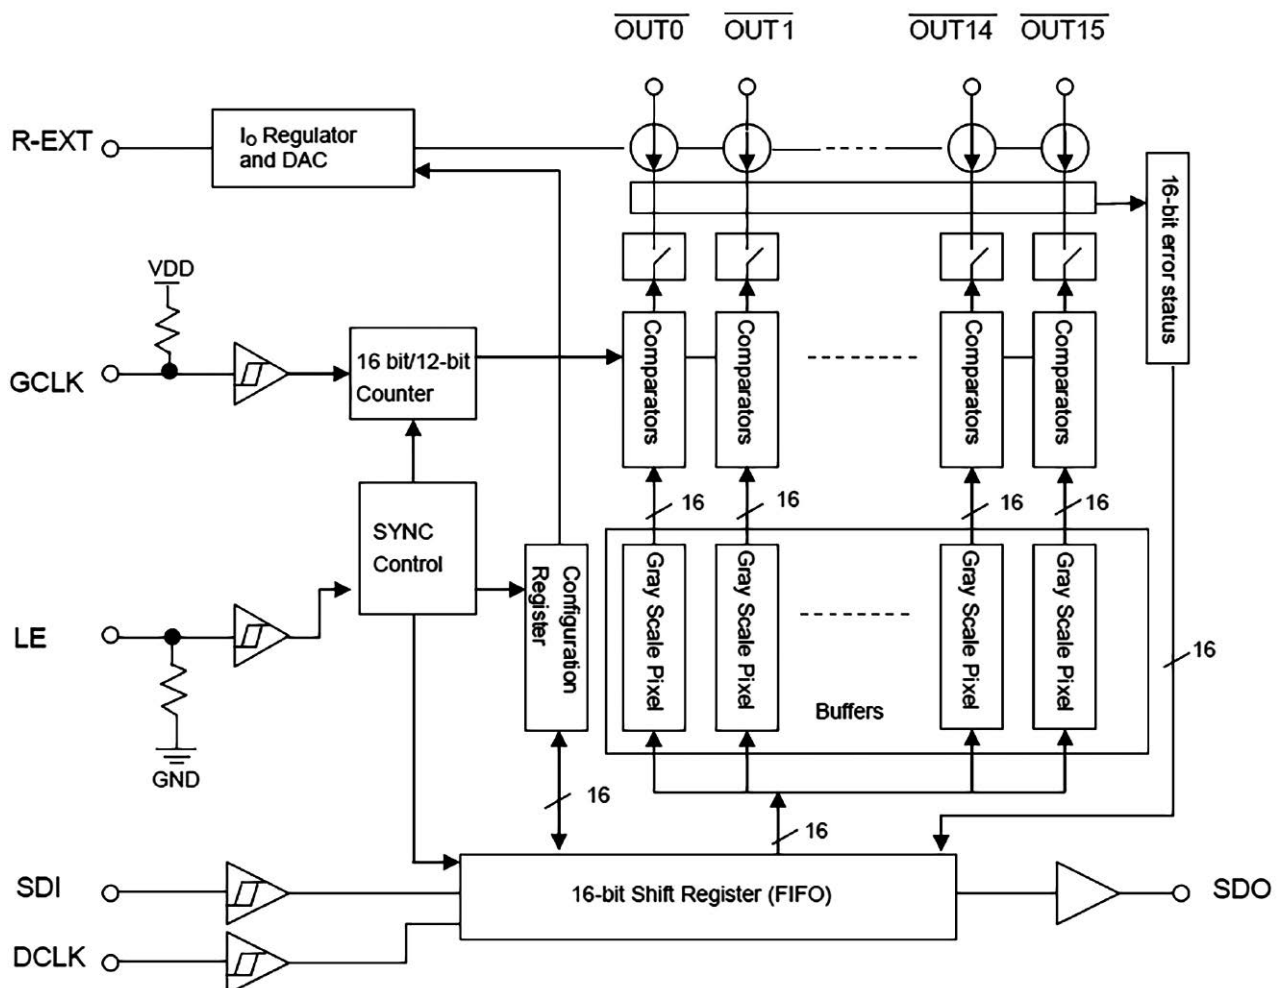 OUT0 OUT1 OUT14 OUT15
R-EXT
I_O Regulator
and DAC
16-bit error status
VDD
GCLK
16 bit/12-bit
Counter
Comparators
Comparators
Comparators
Comparators
16
16
16
16
SYNC
Control
LE
Configuration
Register
Gray Scale Pixel
Gray Scale Pixel
Gray Scale Pixel
Gray Scale Pixel
Buffers
16
GND
16
16
SDI
16-bit Shift Register (FIFO)
SDO
DCLK